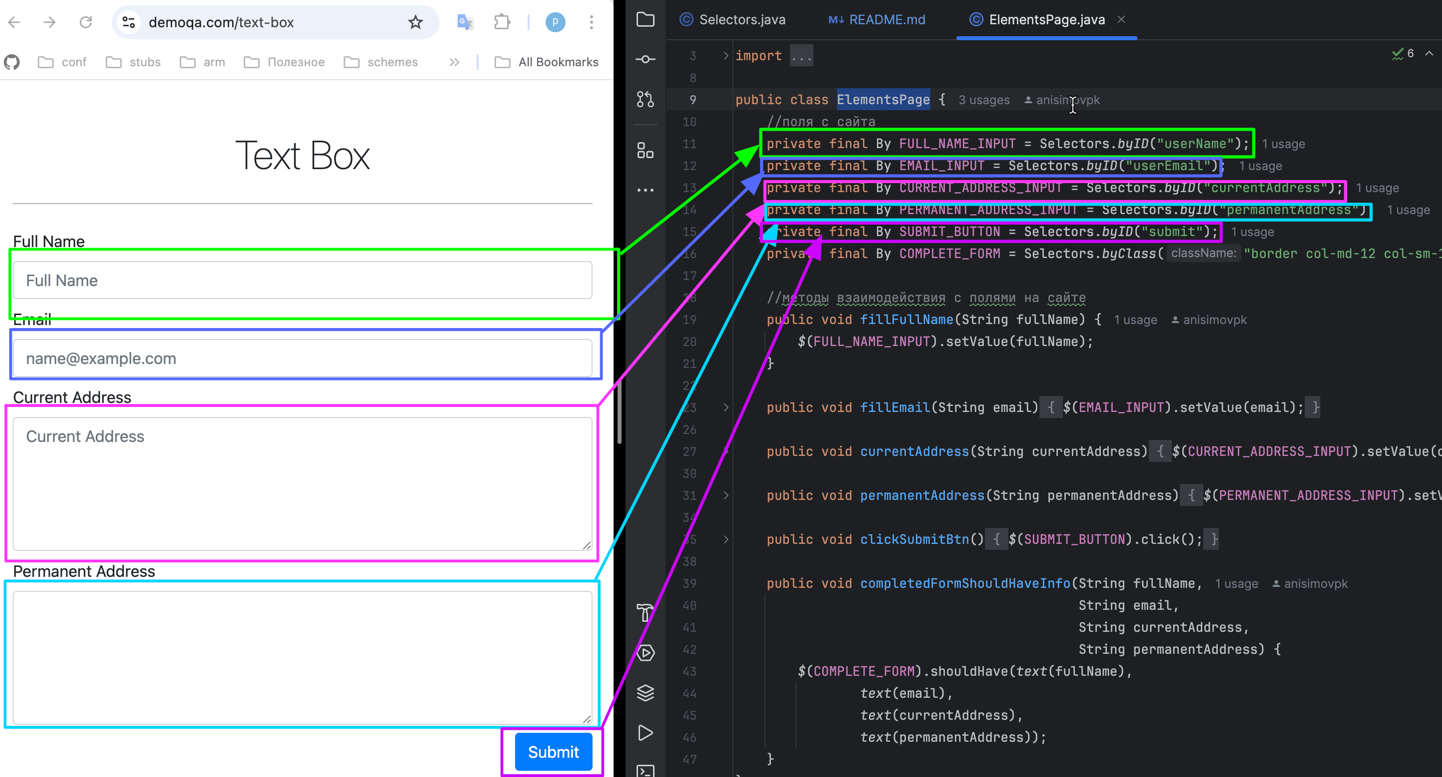 demoqa.com/text-box
P
conf
stubs
arm
Полезное
schemes
All Bookmarks
Text Box
Full Name
Full Name
Email
name@example.com
Current Address
Current Address
Permanent Address
Submit
Selectors.java
README.md
ElementsPage.java
6
3 import ...
8
9 public class ElementsPage { 3 usages anisimovpk
10 //поля с сайта
11 private final By FULL_NAME_INPUT = Selectors.byID("userName"); 1 usage
12 private final By EMAIL_INPUT = Selectors.byID("userEmail"); 1 usage
13 private final By CURRENT_ADDRESS_INPUT = Selectors.byID("currentAddress"); 1 usage
14 private final By PERMANENT_ADDRESS_INPUT = Selectors.byID("permanentAddress") 1 usage
15 private final By SUBMIT_BUTTON = Selectors.byID("submit"); 1 usage
16 private final By COMPLETE_FORM = Selectors.byClass( className: "border col-md-12 col-sm-1
17
18 //методы взаимодействия с полями на сайте
19 public void fillFullName(String fullName) { 1 usage anisimovpk
20 $(FULL_NAME_INPUT).setValue(fullName);
21 }
22
23 public void fillEmail(String email) { $(EMAIL_INPUT).setValue(email); }
26
27 public void currentAddress(String currentAddress) { $(CURRENT_ADDRESS_INPUT).setValue(c
30
31 public void permanentAddress(String permanentAddress) { $(PERMANENT_ADDRESS_INPUT).setV
34
35 public void clickSubmitBtn() { $(SUBMIT_BUTTON).click(); }
38
39 public void completedFormShouldHaveInfo(String fullName, 1 usage anisimovpk
40 String email,
41 String currentAddress,
42 String permanentAddress) {
43 $(COMPLETE_FORM).shouldHave(text(fullName),
44 text(email),
45 text(currentAddress),
46 text(permanentAddress));
47 }